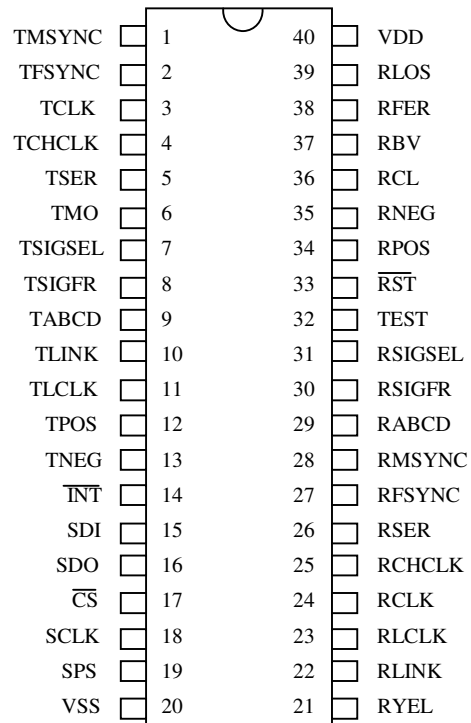 TMSYNC 1 40 VDD
TFSYNC 2 39 RLOS
TCLK 3 38 RFER
TCHCLK 4 37 RBV
TSER 5 36 RCL
TMO 6 35 RNEG
TSIGSEL 7 34 RPOS
TSIGFR 8 33 RST
TABCD 9 32 TEST
TLINK 10 31 RSIGSEL
TLCLK 11 30 RSIGFR
TPOS 12 29 RABCD
TNEG 13 28 RMSYNC
INT 14 27 RFSYNC
SDI 15 26 RSER
SDO 16 25 RCHCLK
CS 17 24 RCLK
SCLK 18 23 RLCLK
SPS 19 22 RLINK
VSS 20 21 RYEL